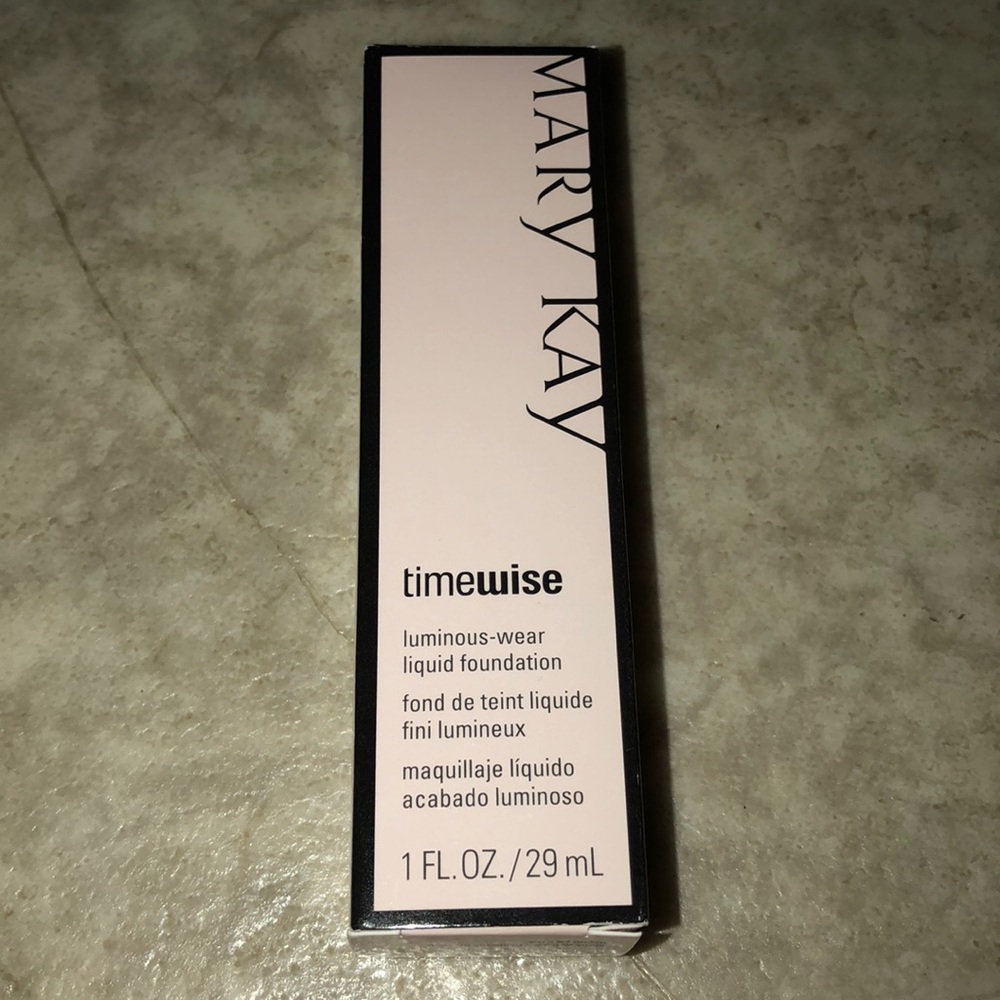 MARY KAY
timewise
luminous-wear
liquid foundation
fond de teint liquide
fini lumineux
maquillaje líquido
acabado luminoso
1 FL. OZ. / 29 mL